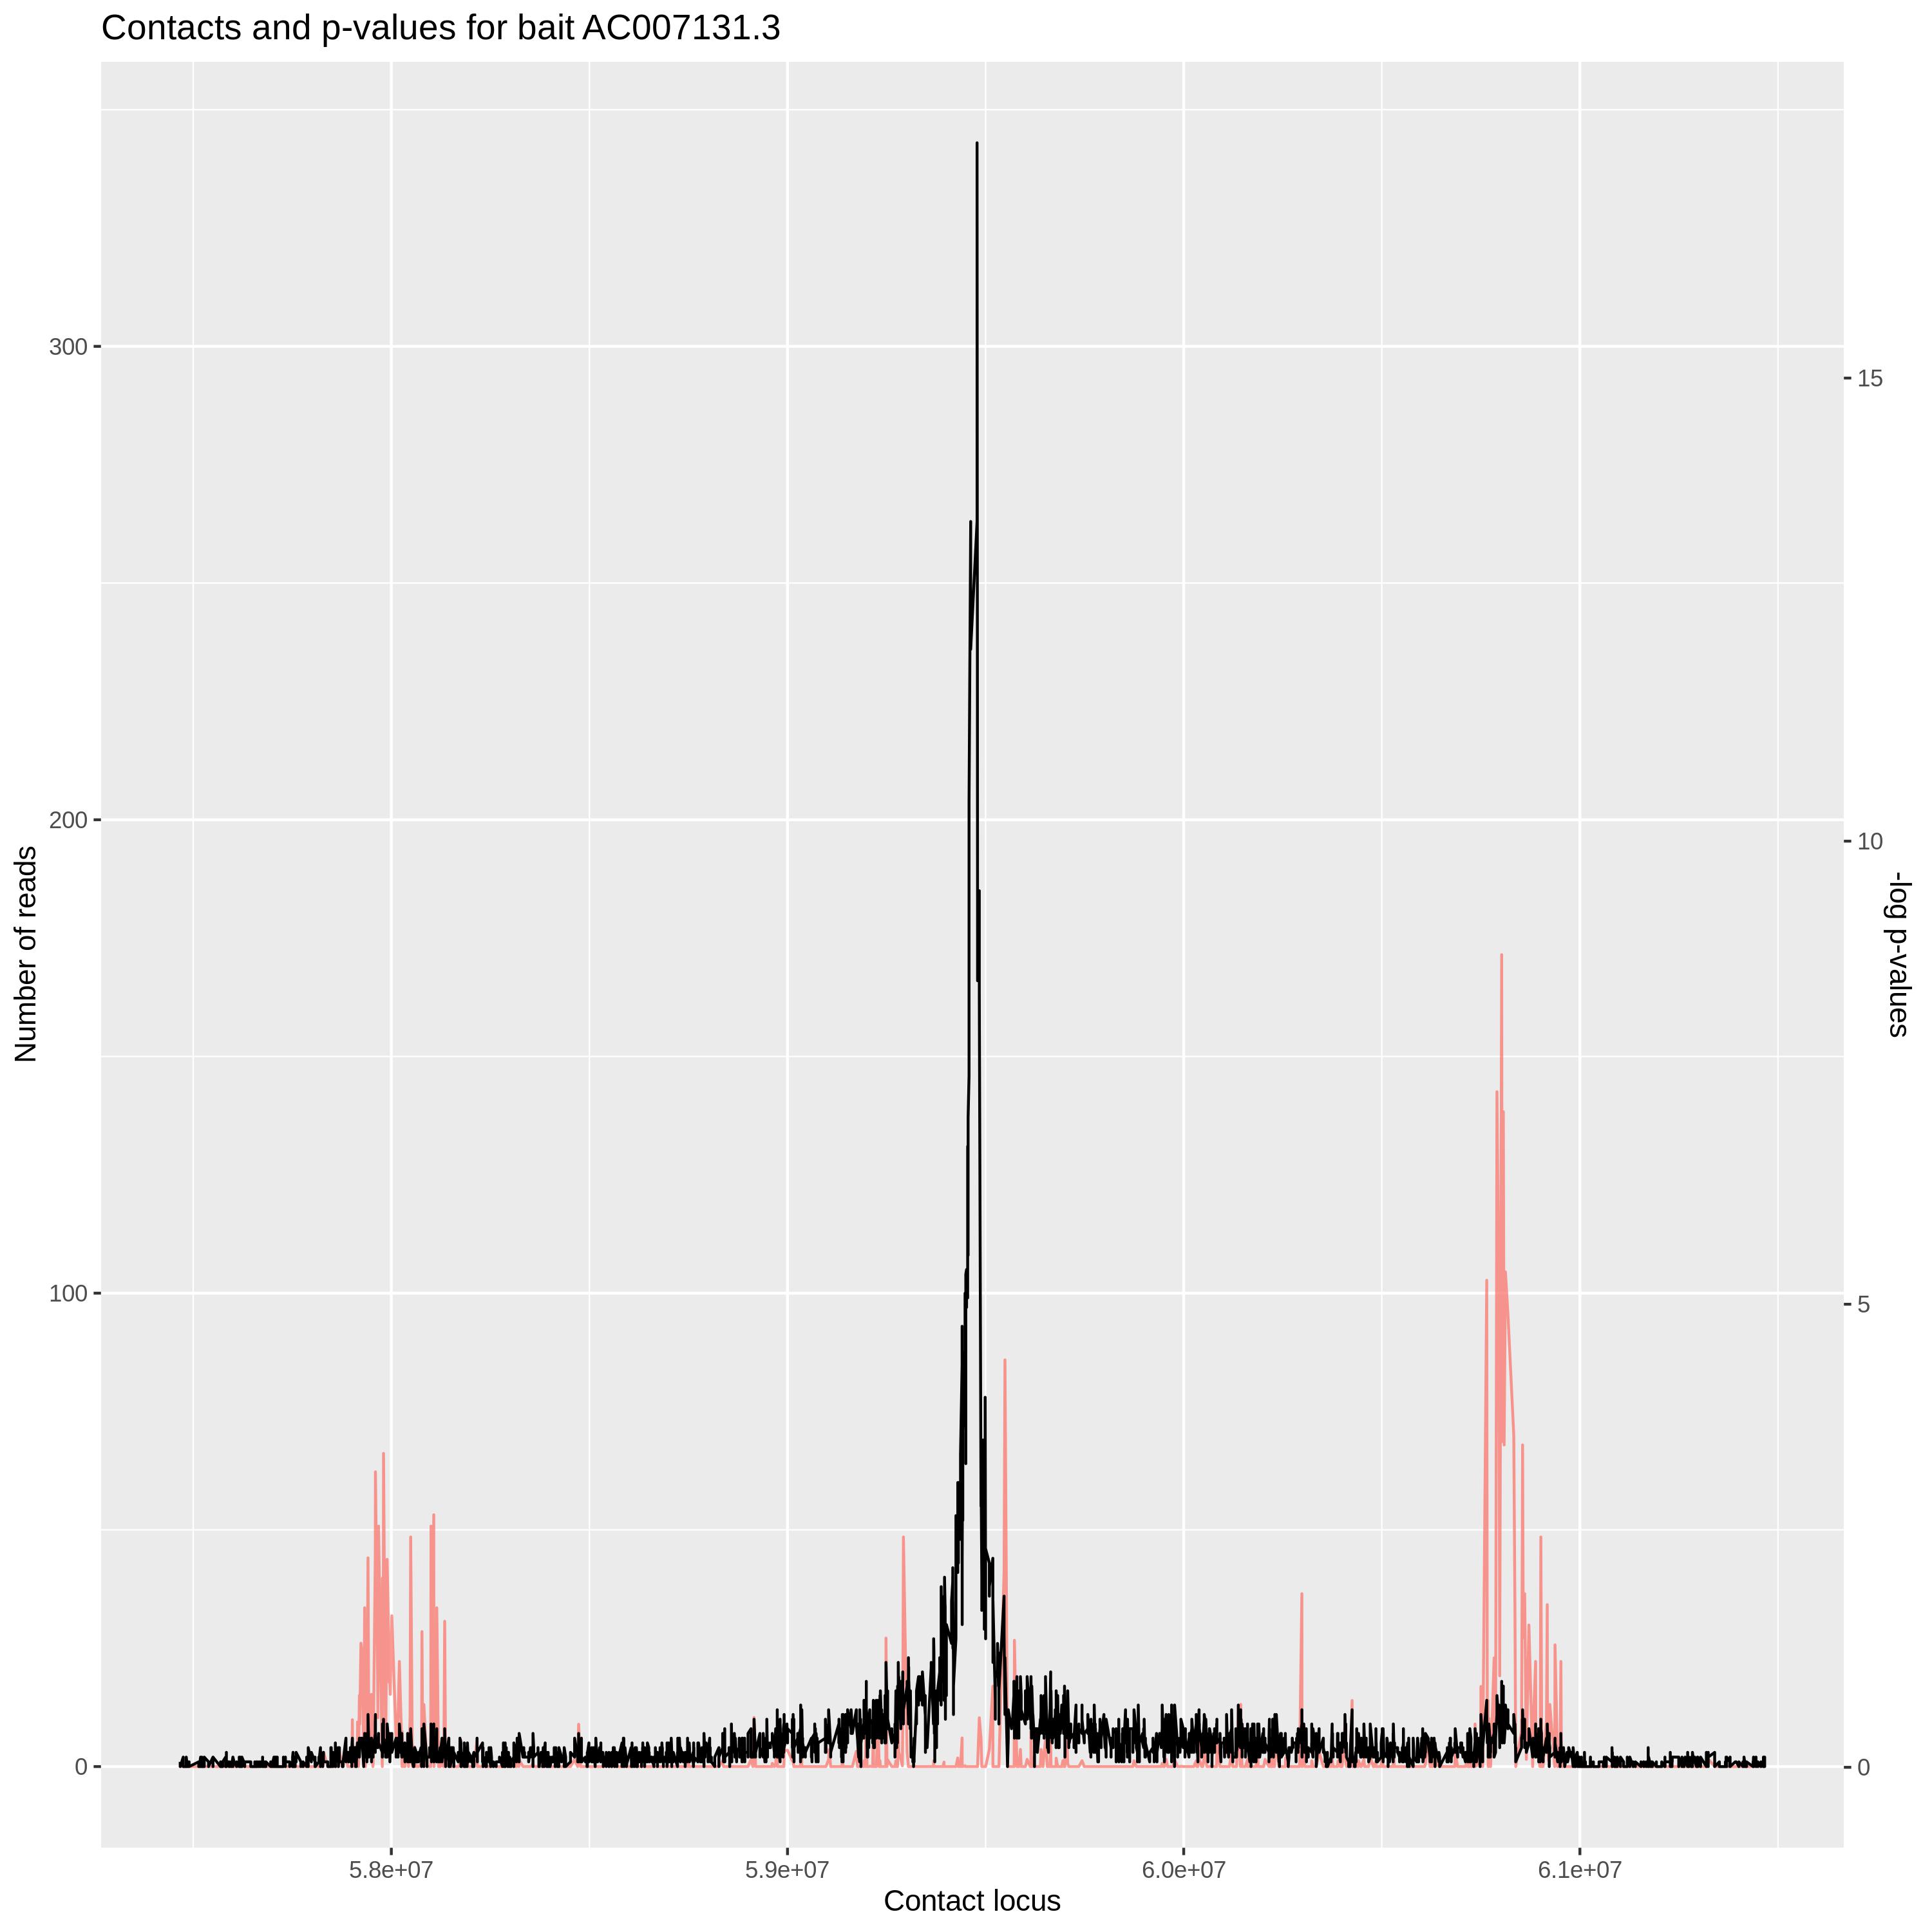 Contacts and p-values for bait AC007131.3
300
200
100
0
Number of reads
15
10
5
0
-log p-values
5.8e+07 5.9e+07 6.0e+07 6.1e+07
Contact locus